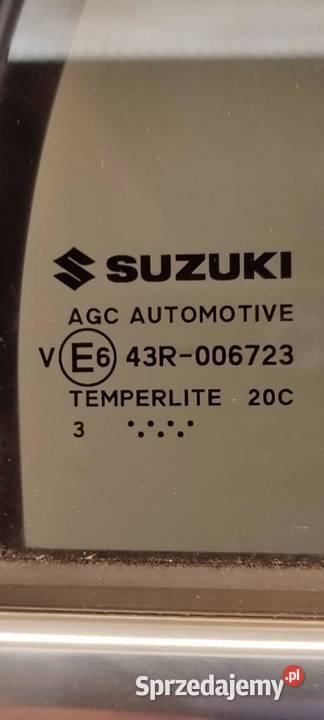 SUZUKI
AGC AUTOMOTIVE
V E6 43R-006723
TEMPERLITE 20C
3
Sprzedajemy.pl